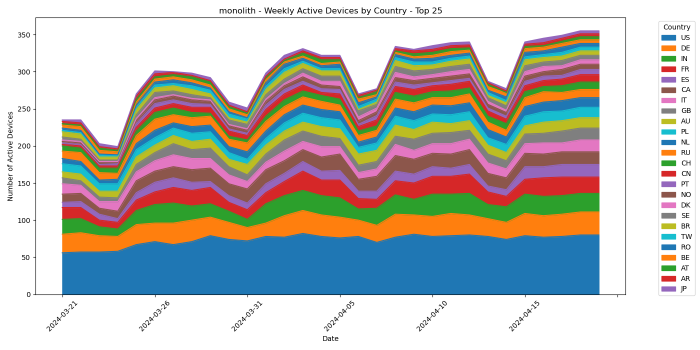 monolith - Weekly Active Devices by Country - Top 25
Number of Active Devices
350
300
250
200
150
100
50
0
2024-03-21
2024-03-26
2024-03-31
2024-04-05
2024-04-10
2024-04-15
Date
Country
US
DE
IN
FR
ES
CA
IT
GB
AU
PL
NL
RU
CH
CN
PT
NO
DK
SE
BR
TW
RO
BE
AT
AR
JP